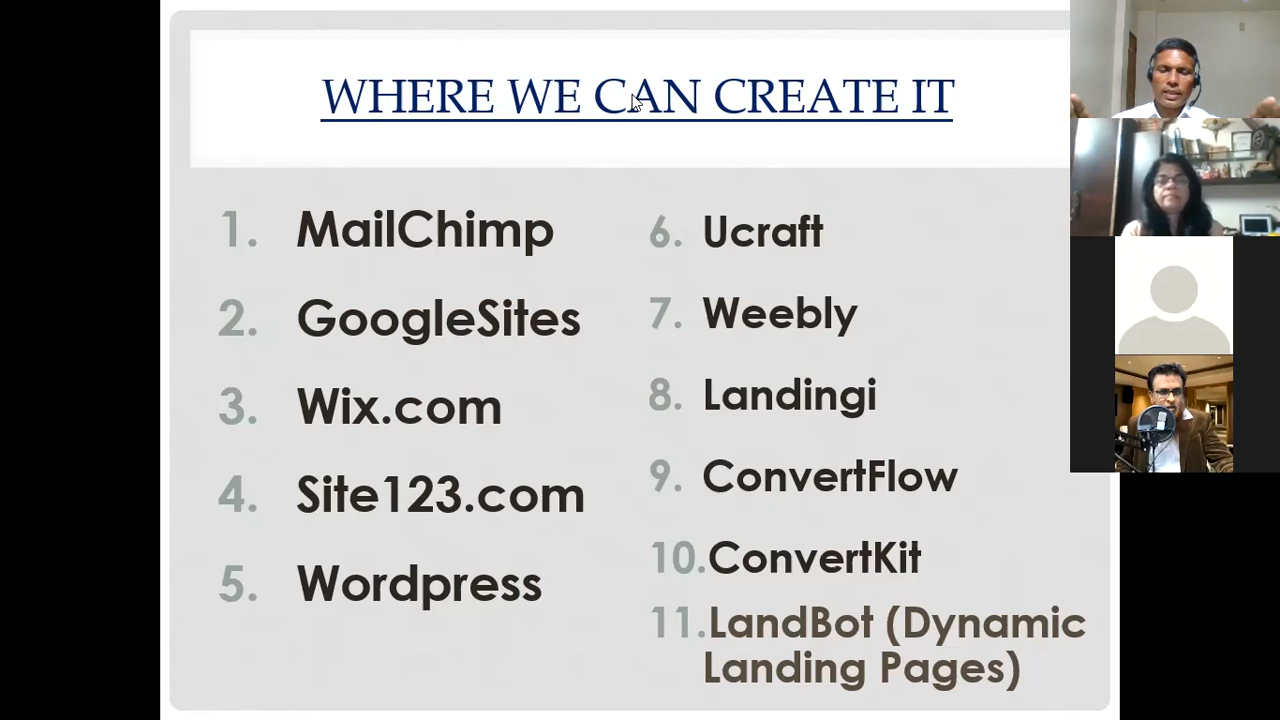 WHERE WE CAN CREATE IT
1. MailChimp
2. GoogleSites
3. Wix.com
4. Site123.com
5. Wordpress
6. Ucraft
7. Weebly
8. Landingi
9. ConvertFlow
10.ConvertKit
11.LandBot (Dynamic
Landing Pages)